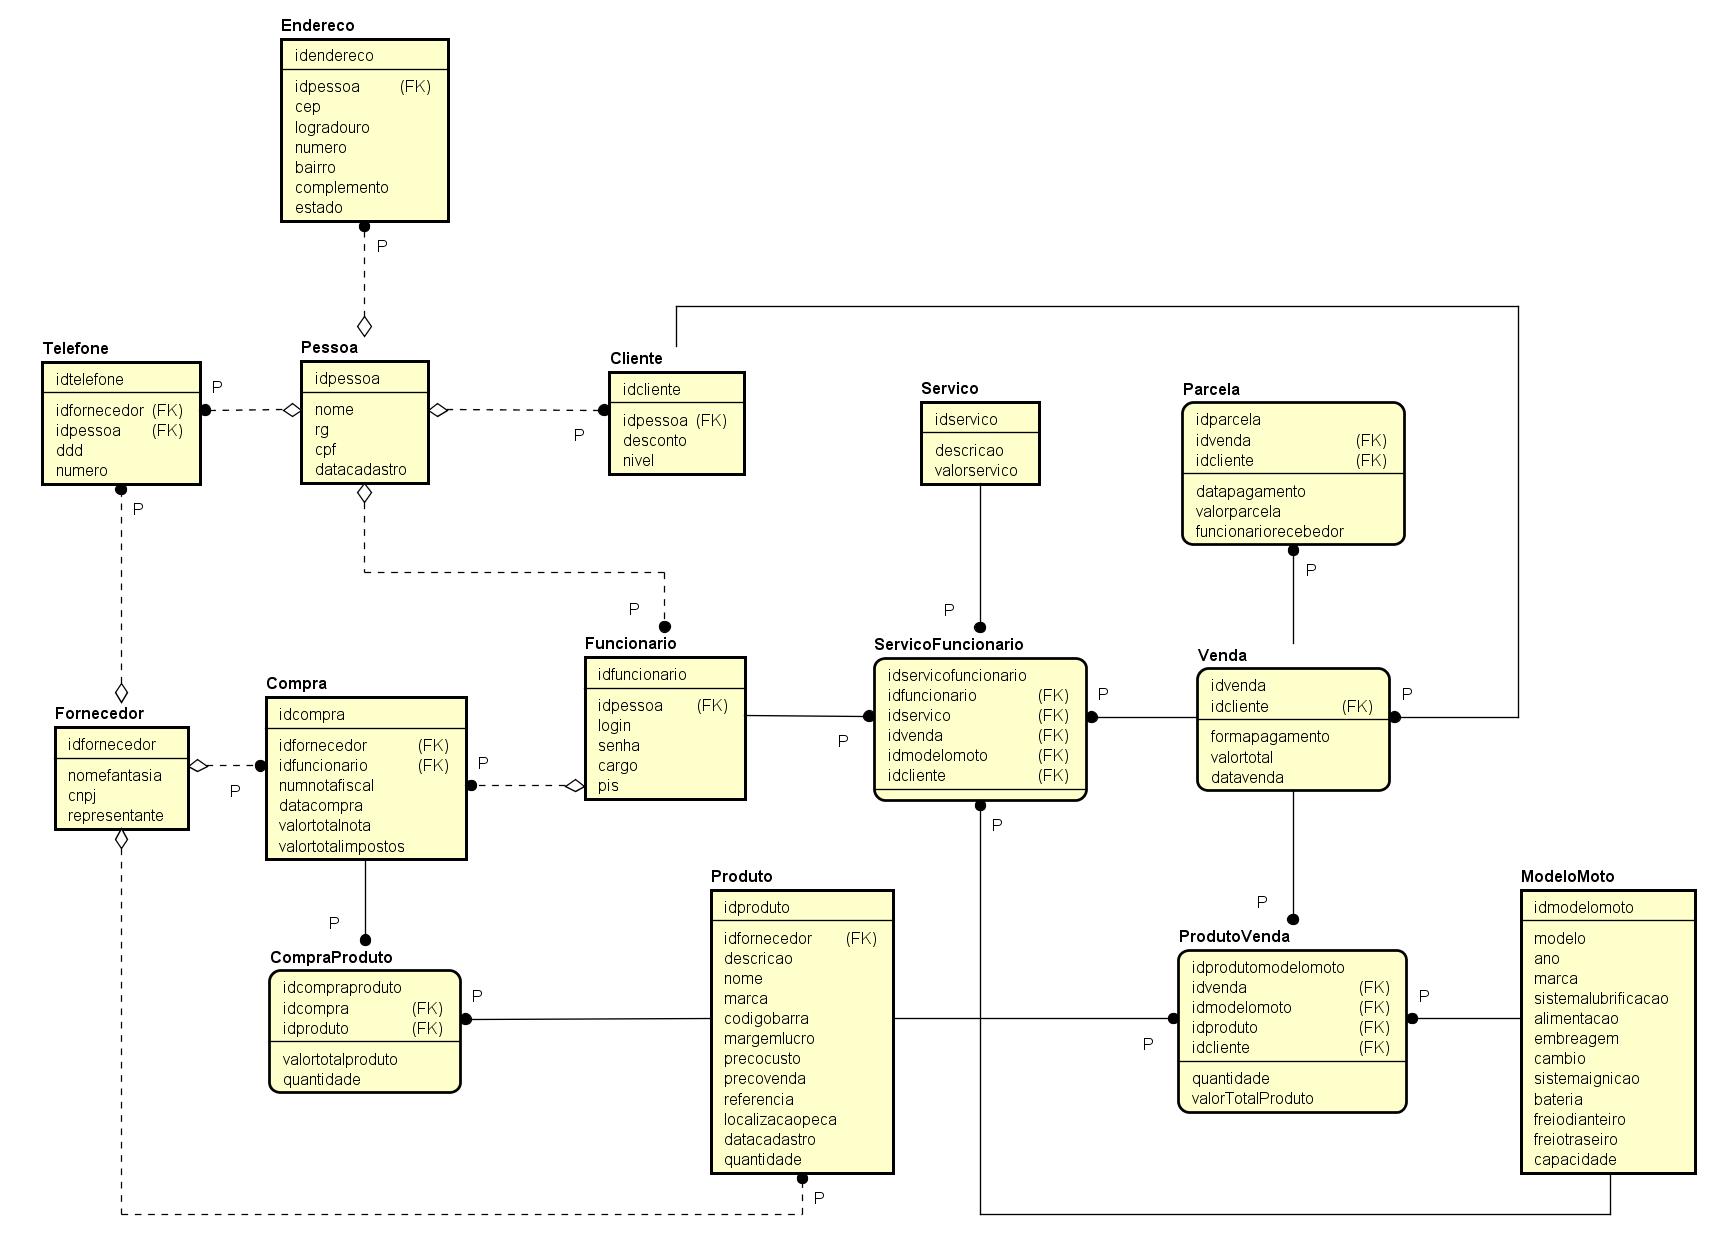 Endereco
idendereco
idpessoa (FK)
cep
logradouro
numero
bairro
complemento
estado
P
Telefone
idtelefone
idfornecedor (FK)
idpessoa (FK)
ddd
numero
P
P
Pessoa
idpessoa
nome
rg
cpf
datacadastro
Cliente
idcliente
idpessoa (FK)
desconto
nivel
P
Servico
idservico
descricao
valorservico
Parcela
idparcela
idvenda (FK)
idcliente (FK)
datapagamento
valorparcela
funcionariorecebedor
P
P
Funcionario
idfuncionario
idpessoa (FK)
login
senha
cargo
pis
P
ServicoFuncionario
idservicofuncionario
idfuncionario (FK)
idservico (FK)
idvenda (FK)
idmodelomoto (FK)
idcliente (FK)
P
P
P
Venda
idvenda
idcliente (FK)
formapagamento
valortotal
datavenda
P
Fornecedor
idfornecedor
nomefantasia
cnpj
representante
P
Compra
idcompra
idfornecedor (FK)
idfuncionario (FK)
numnotafiscal
datacompra
valortotalnota
valortotalimpostos
P
P
CompraProduto
idcompraproduto
idcompra (FK)
idproduto (FK)
valortotalproduto
quantidade
P
Produto
idproduto
idfornecedor (FK)
descricao
nome
marca
codigobarra
margemlucro
precocusto
precovenda
referencia
localizacaopeca
datacadastro
quantidade
P
P
ProdutoVenda
idprodutomodelomoto
idvenda (FK)
idmodelomoto (FK)
idproduto (FK)
idcliente (FK)
quantidade
valorTotalProduto
P
P
ModeloMoto
idmodelomoto
modelo
ano
marca
sistemalubrificacao
alimentacao
embreagem
cambio
sistemaignicao
bateria
freiodianteiro
freiotraseiro
capacidade